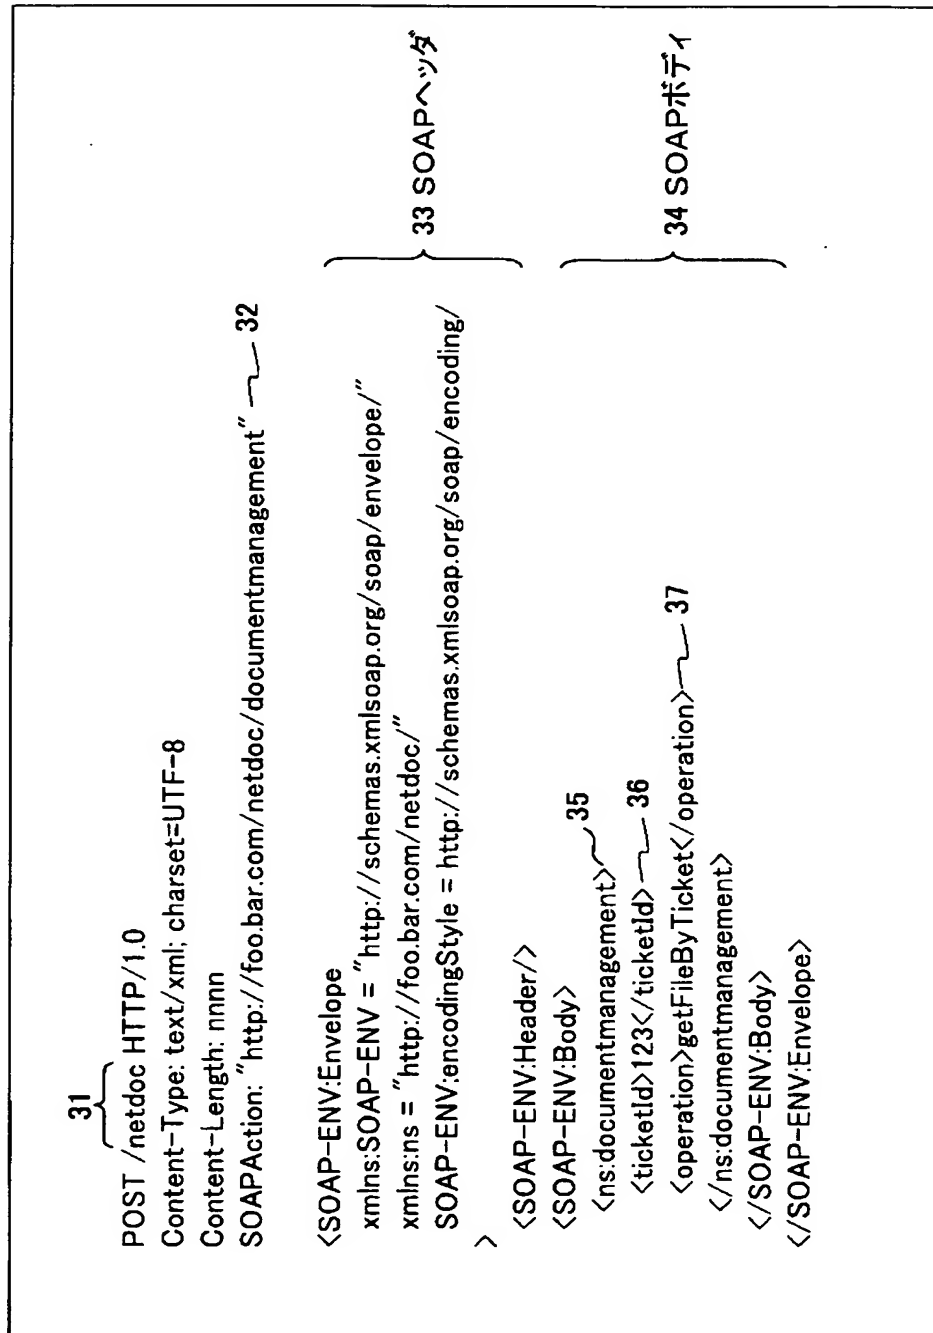 31
POST /netdoc HTTP/1.0
Content-Type: text/xml; charset=UTF-8
Content-Length: nnnn
SOAPAction: "http://foo.bar.com/netdoc/documentmanagement" 32
<SOAP-ENV:Envelope
xmlns:SOAP-ENV = "http://schemas.xmlsoap.org/soap/envelope/"
xmlns:ns = "http://foo.bar.com/netdoc/"
SOAP-ENV:encodingStyle = http://schemas.xmlsoap.org/soap/encoding/
>
33 SOAPヘッダ
<SOAP-ENV:Header/>
<SOAP-ENV:Body>
<ns:documentmanagement> 35
<ticketId>123</ticketId> 36
<operation>getFileByTicket</operation> 37
</ns:documentmanagement>
</SOAP-ENV:Body>
</SOAP-ENV:Envelope>
34 SOAPボディ